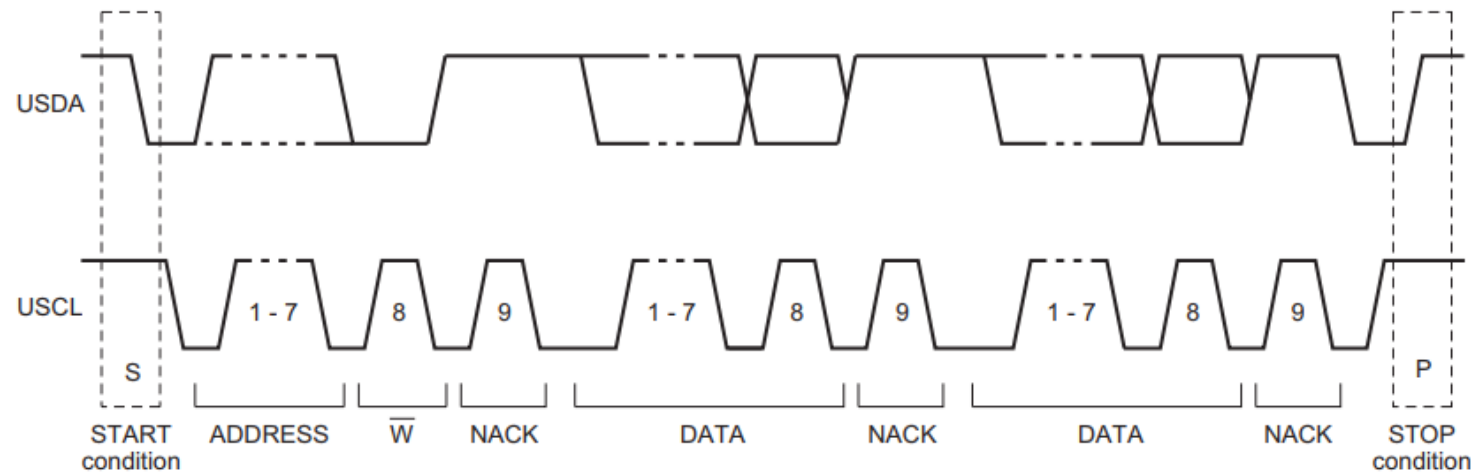 USDA
USCL
1 - 7
8
9
1 - 7
8
9
1 - 7
8
9
S
P
START
condition
ADDRESS
W̅
NACK
DATA
NACK
DATA
NACK
STOP
condition